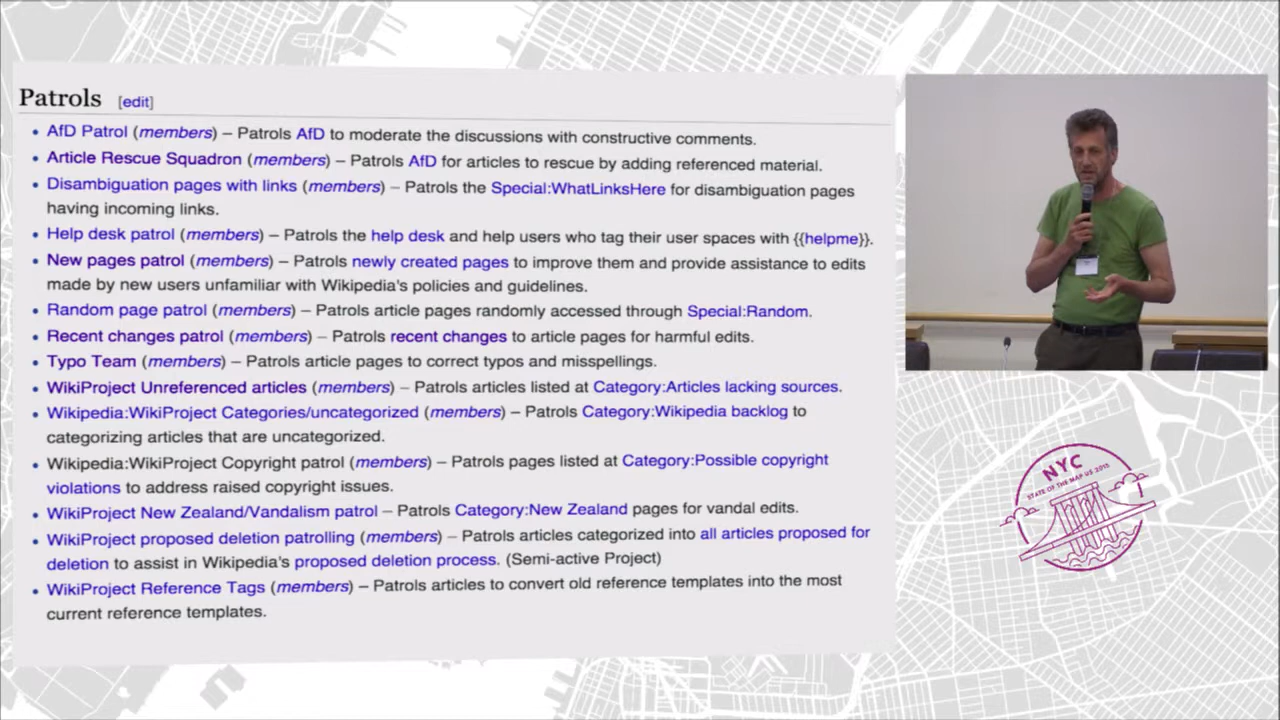 Patrols [edit]
• AfD Patrol (members) – Patrols AfD to moderate the discussions with constructive comments.
• Article Rescue Squadron (members) – Patrols AfD for articles to rescue by adding referenced material.
• Disambiguation pages with links (members) – Patrols the Special:WhatLinksHere for disambiguation pages
having incoming links.
• Help desk patrol (members) – Patrols the help desk and help users who tag their user spaces with {{helpme}}.
• New pages patrol (members) – Patrols newly created pages to improve them and provide assistance to edits
made by new users unfamiliar with Wikipedia's policies and guidelines.
• Random page patrol (members) – Patrols article pages randomly accessed through Special:Random.
• Recent changes patrol (members) – Patrols recent changes to article pages for harmful edits.
• Typo Team (members) – Patrols article pages to correct typos and misspellings.
• WikiProject Unreferenced articles (members) – Patrols articles listed at Category:Articles lacking sources.
• Wikipedia:WikiProject Categories/uncategorized (members) – Patrols Category:Wikipedia backlog to
categorizing articles that are uncategorized.
• Wikipedia:WikiProject Copyright patrol (members) – Patrols pages listed at Category:Possible copyright
violations to address raised copyright issues.
• WikiProject New Zealand/Vandalism patrol – Patrols Category:New Zealand pages for vandal edits.
• WikiProject proposed deletion patrolling (members) – Patrols articles categorized into all articles proposed for
deletion to assist in Wikipedia's proposed deletion process. (Semi-active Project)
• WikiProject Reference Tags (members) – Patrols articles to convert old reference templates into the most
current reference templates.
NYC
STATE OF THE MAP US 2015